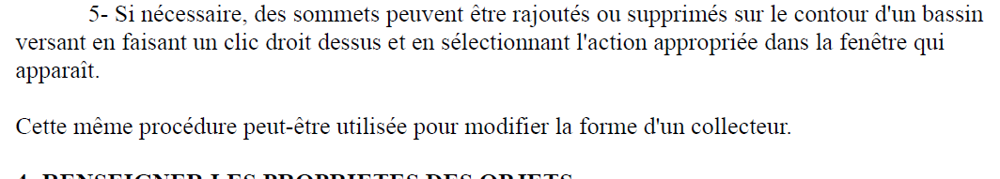 5- Si nécessaire, des sommets peuvent être rajoutés ou supprimés sur le contour d'un bassin
versant en faisant un clic droit dessus et en sélectionnant l'action appropriée dans la fenêtre qui
apparaît.
Cette même procédure peut-être utilisée pour modifier la forme d'un collecteur.
4- RENSEIGNER LES PROPRIETES DES OBJETS